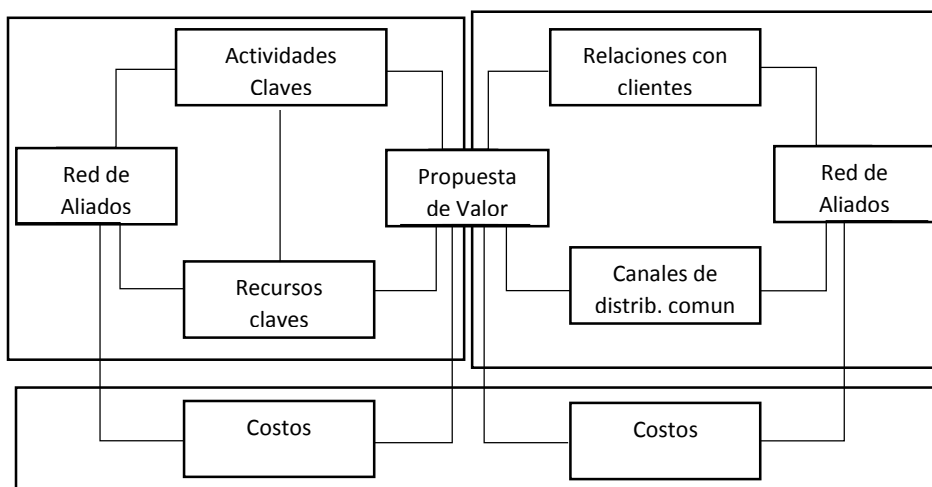 Actividades
Claves
Relaciones con
clientes
Red de
Aliados
Propuesta
de Valor
Red de
Aliados
Recursos
claves
Canales de
distrib. comun
Costos
Costos